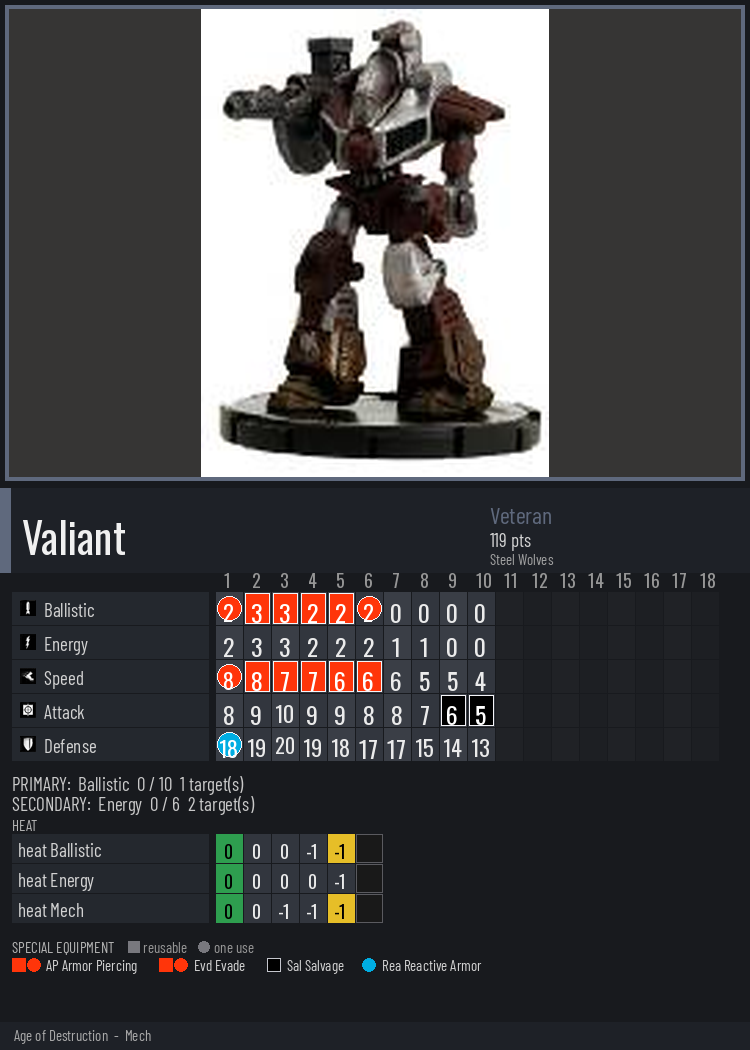 Valiant
Veteran
119 pts
Steel Wolves
1 2 3 4 5 6 7 8 9 10 11 12 13 14 15 16 17 18
Ballistic 2 3 3 2 2 2 0 0 0 0
Energy 2 3 3 2 2 2 1 1 0 0
Speed 8 8 7 7 6 6 6 5 5 4
Attack 8 9 10 9 9 8 8 7 6 5
Defense 18 19 20 19 18 17 17 15 14 13
PRIMARY: Ballistic 0 / 10 1 target(s)
SECONDARY: Energy 0 / 6 2 target(s)
HEAT
heat Ballistic 0 0 0 -1 -1
heat Energy 0 0 0 0 -1
heat Mech 0 0 -1 -1 -1
SPECIAL EQUIPMENT reusable one use
AP Armor Piercing Evd Evade Sal Salvage Rea Reactive Armor
Age of Destruction - Mech